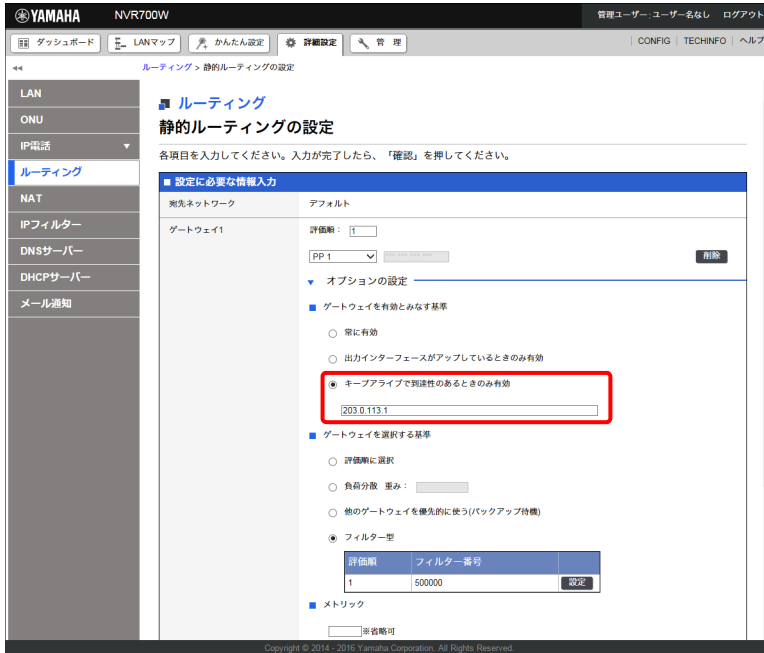 YAMAHA NVR700W 管理ユーザー: ユーザー名なし ログアウト
ダッシュボード LANマップ かんたん設定 詳細設定 管 理 CONFIG TECHINFO ヘルプ
ルーティング > 静的ルーティングの設定
LAN
ONU
IP電話
ルーティング
NAT
IPフィルター
DNSサーバー
DHCPサーバー
メール通知
ルーティング
静的ルーティングの設定
各項目を入力してください。入力が完了したら、「確認」を押してください。
■ 設定に必要な情報入力
宛先ネットワーク デフォルト
ゲートウェイ1 評価順： 1
PP 1 削除
オプションの設定
ゲートウェイを有効とみなす基準
常に有効
出力インターフェースがアップしているときのみ有効
キープアライブで到達性のあるときのみ有効
203.0.113.1
ゲートウェイを選択する基準
評価順に選択
負荷分散 重み：
他のゲートウェイを優先的に使う(バックアップ待機)
フィルター型
評価順 フィルター番号
1 500000 設定
メトリック
※省略可
Copyright © 2014 - 2016 Yamaha Corporation. All Rights Reserved.